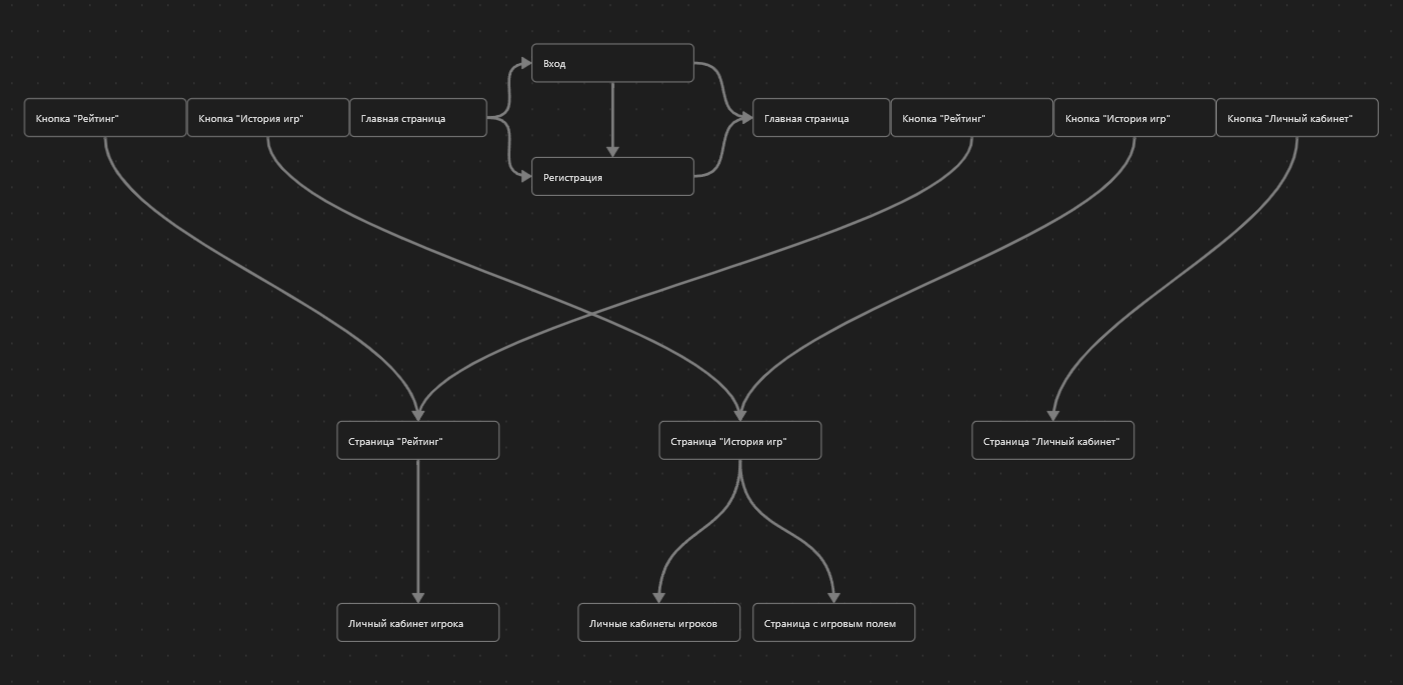 Вход
Кнопка "Рейтинг"
Кнопка "История игр"
Главная страница
Главная страница
Кнопка "Рейтинг"
Кнопка "История игр"
Кнопка "Личный кабинет"
Регистрация
Страница "Рейтинг"
Страница "История игр"
Страница "Личный кабинет"
Личный кабинет игрока
Личные кабинеты игроков
Страница с игровым полем